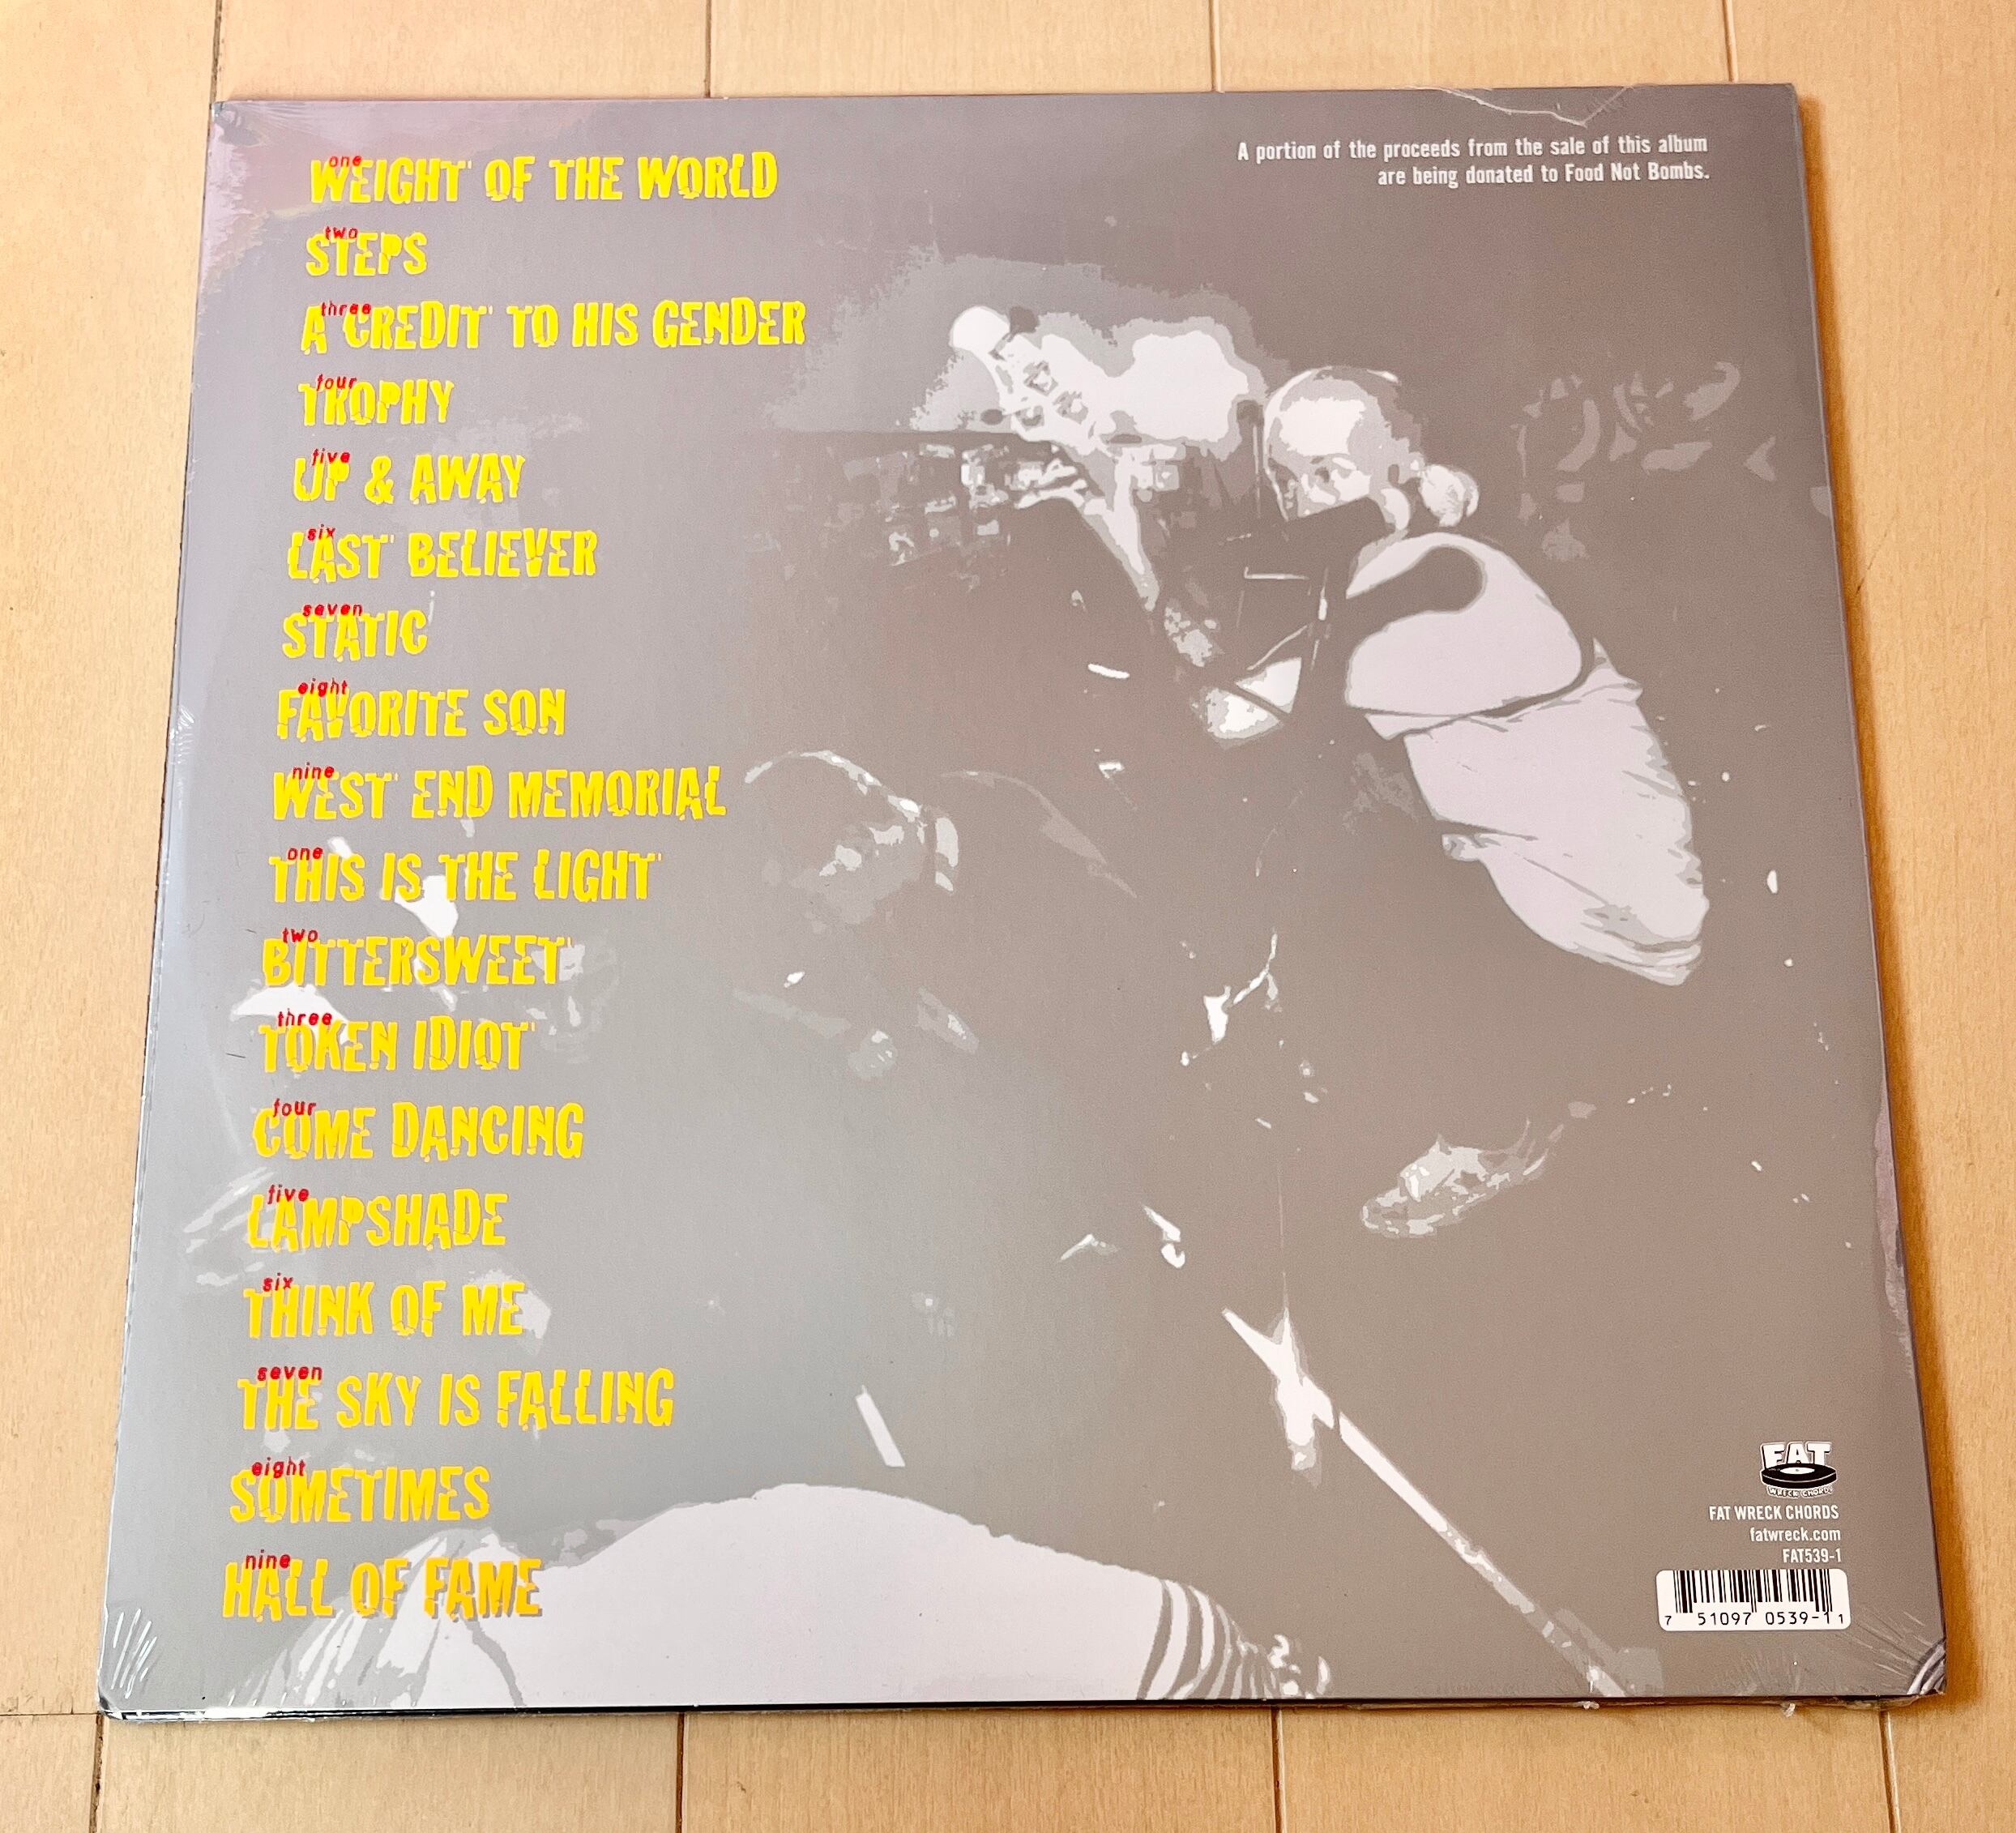 one
WEIGHT OF THE WORLD
two
STEPS
three
A CREDIT TO HIS GENDER
four
TROPHY
five
UP & AWAY
six
LAST BELIEVER
seven
STATIC
eight
FAVORITE SON
nine
WEST END MEMORIAL
one
THIS IS THE LIGHT
two
BITTERSWEET
three
TOKEN IDIOT
four
COME DANCING
five
LAMPSHADE
six
THINK OF ME
seven
THE SKY IS FALLING
eight
SOMETIMES
nine
HALL OF FAME
A portion of the proceeds from the sale of this album
are being donated to Food Not Bombs.
FAT
WRECK CHORDS
FAT WRECK CHORDS
fatwreck.com
FAT539-1
7 51097 0539-1 1